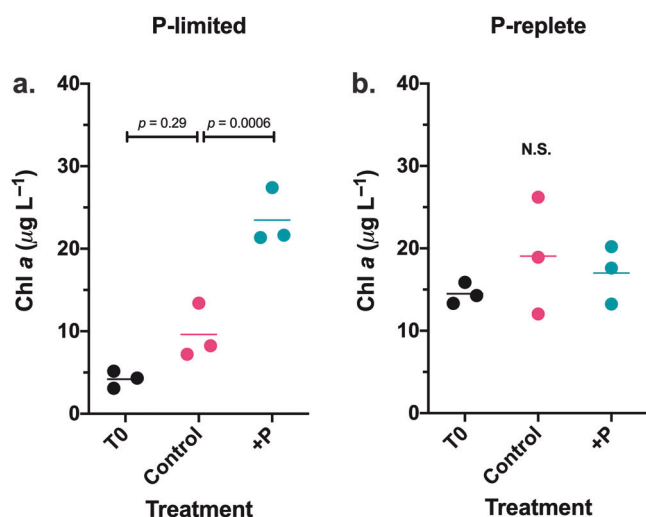 P-limited
a.
Chl a (µg L⁻¹)
40
30
20
10
0
p = 0.29
p = 0.0006
T0
Control
+P
Treatment
P-replete
b.
Chl a (µg L⁻¹)
40
30
20
10
0
N.S.
T0
Control
+P
Treatment